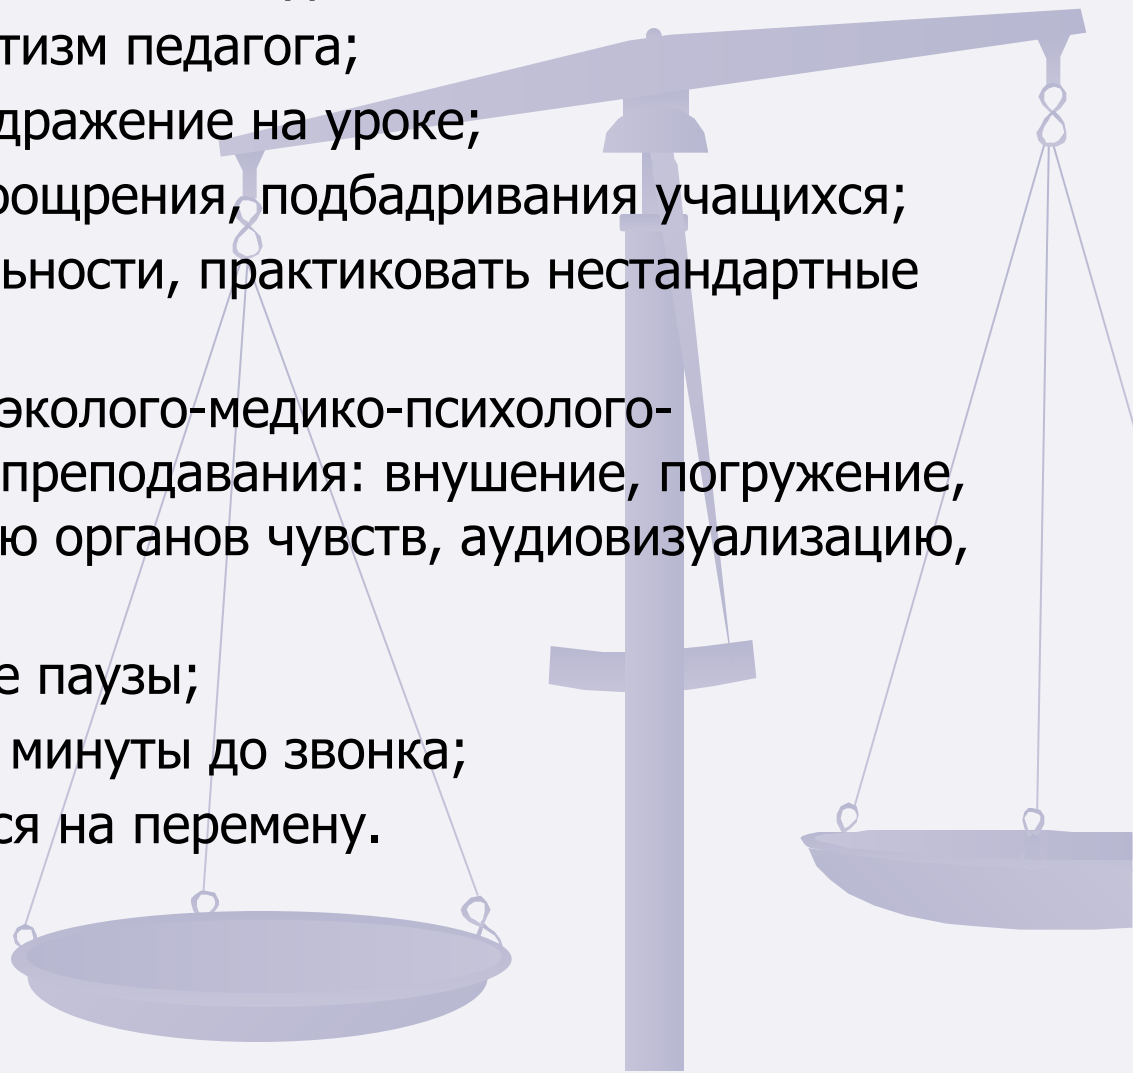 тизм педагога;
дражение на уроке;
ощрения, подбадривания учащихся;
ьности, практиковать нестандартные
эколого-медико-психолого-
преподавания: внушение, погружение,
ю органов чувств, аудиовизуализацию,
е паузы;
минуты до звонка;
ся на перемену.